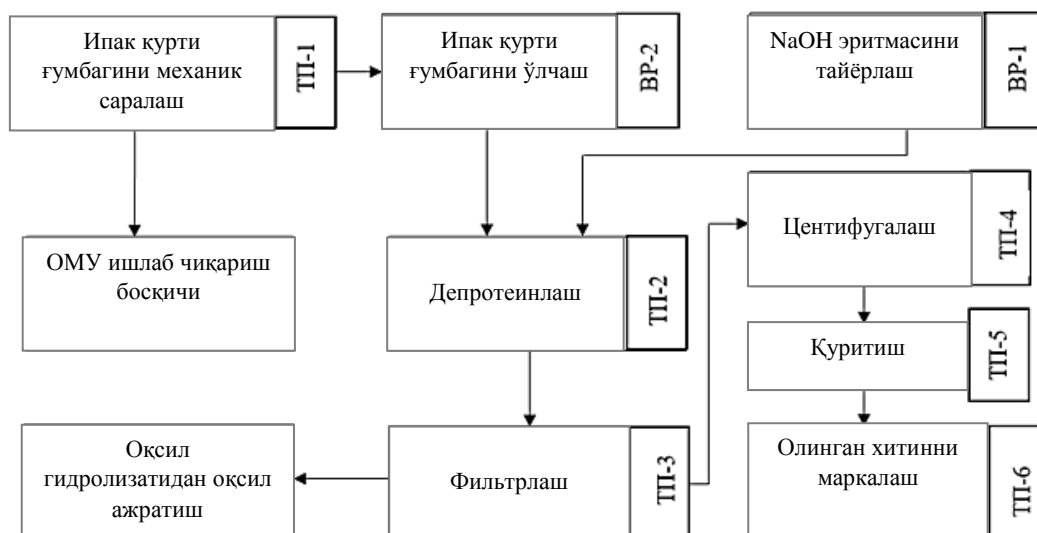 Ипак қурти
ғумбагини механик
саралаш
ТП-1
Ипак қурти
ғумбагини ўлчаш
ВР-2
NaOH эритмасини
тайёрлаш
ВР-1
ОМУ ишлаб чиқариш
босқичи
Депротеинлаш
ТП-2
Центифугалаш
ТП-4
Қуритиш
ТП-5
Оқсил
гидролизатидан оқсил
ажратиш
Фильтрлаш
ТП-3
Олинган хитинни
маркалаш
ТП-6